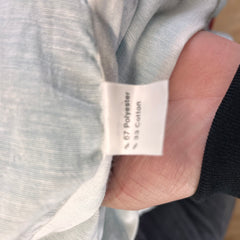 % 67 Polyester
% 33 Cotton